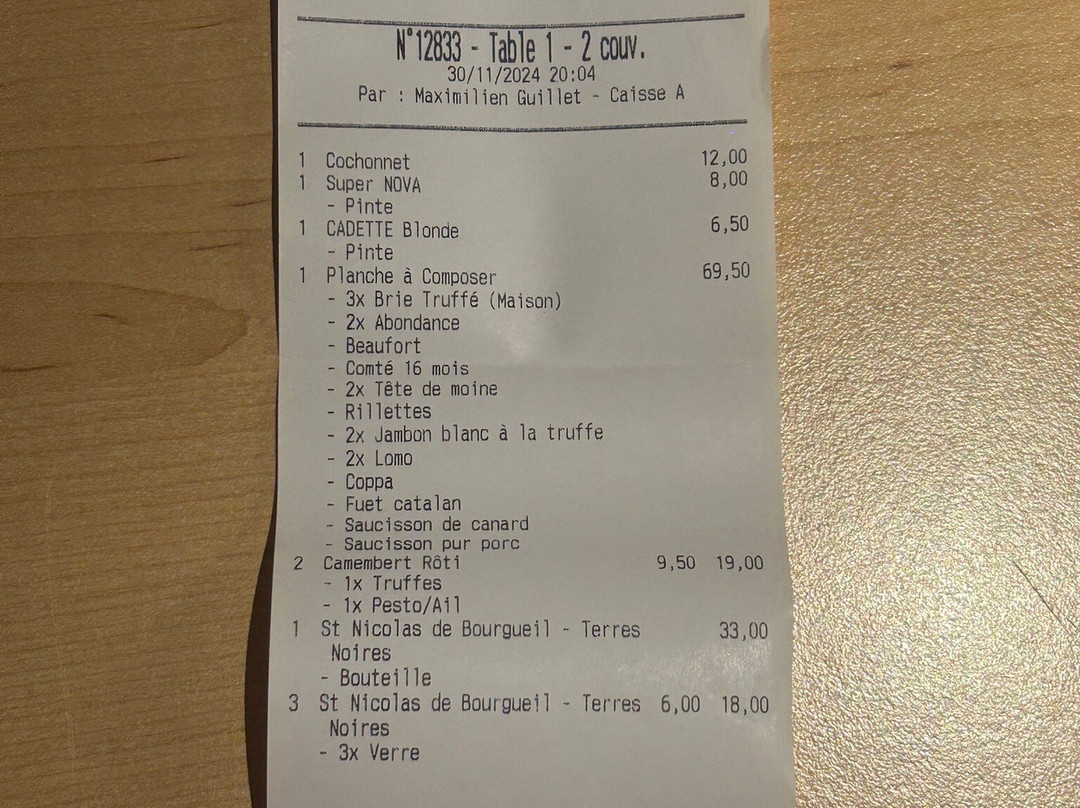 N°12833 - Table 1 - 2 couv.
30/11/2024 20:04
Par : Maximilien Guillet - Caisse A
1 Cochonnet 12,00
1 Super NOVA 8,00
- Pinte
1 CADETTE Blonde 6,50
- Pinte
1 Planche à Composer 69,50
- 3x Brie Truffé (Maison)
- 2x Abondance
- Beaufort
- Comté 16 mois
- 2x Tête de moine
- Rillettes
- 2x Jambon blanc à la truffe
- 2x Lomo
- Coppa
- Fuet catalan
- Saucisson de canard
- Saucisson pur porc
2 Camembert Rôti 9,50 19,00
- 1x Truffes
- 1x Pesto/Ail
1 St Nicolas de Bourgueil - Terres 33,00
Noires
- Bouteille
3 St Nicolas de Bourgueil - Terres 6,00 18,00
Noires
- 3x Verre